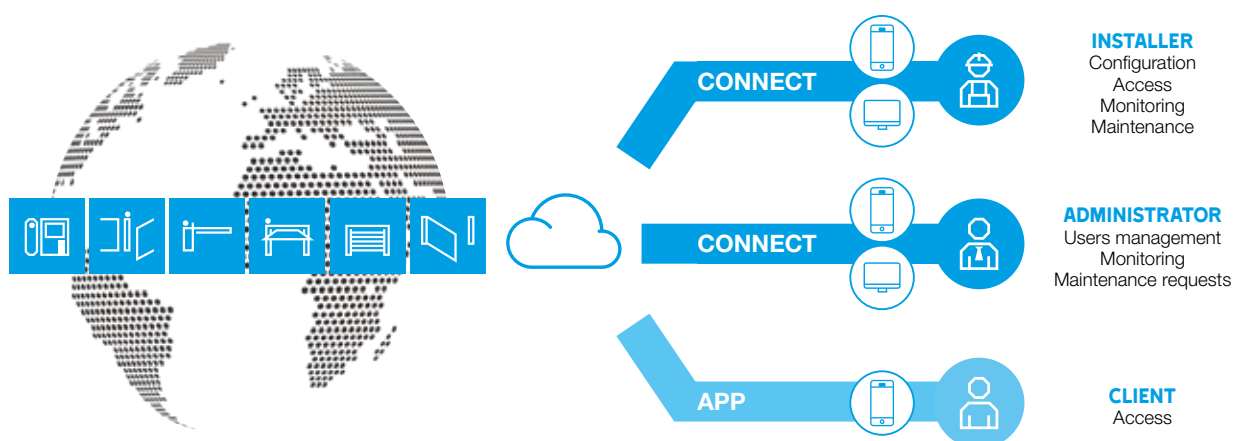 CONNECT
INSTALLER
Configuration
Access
Monitoring
Maintenance
CONNECT
ADMINISTRATOR
Users management
Monitoring
Maintenance requests
APP
CLIENT
Access